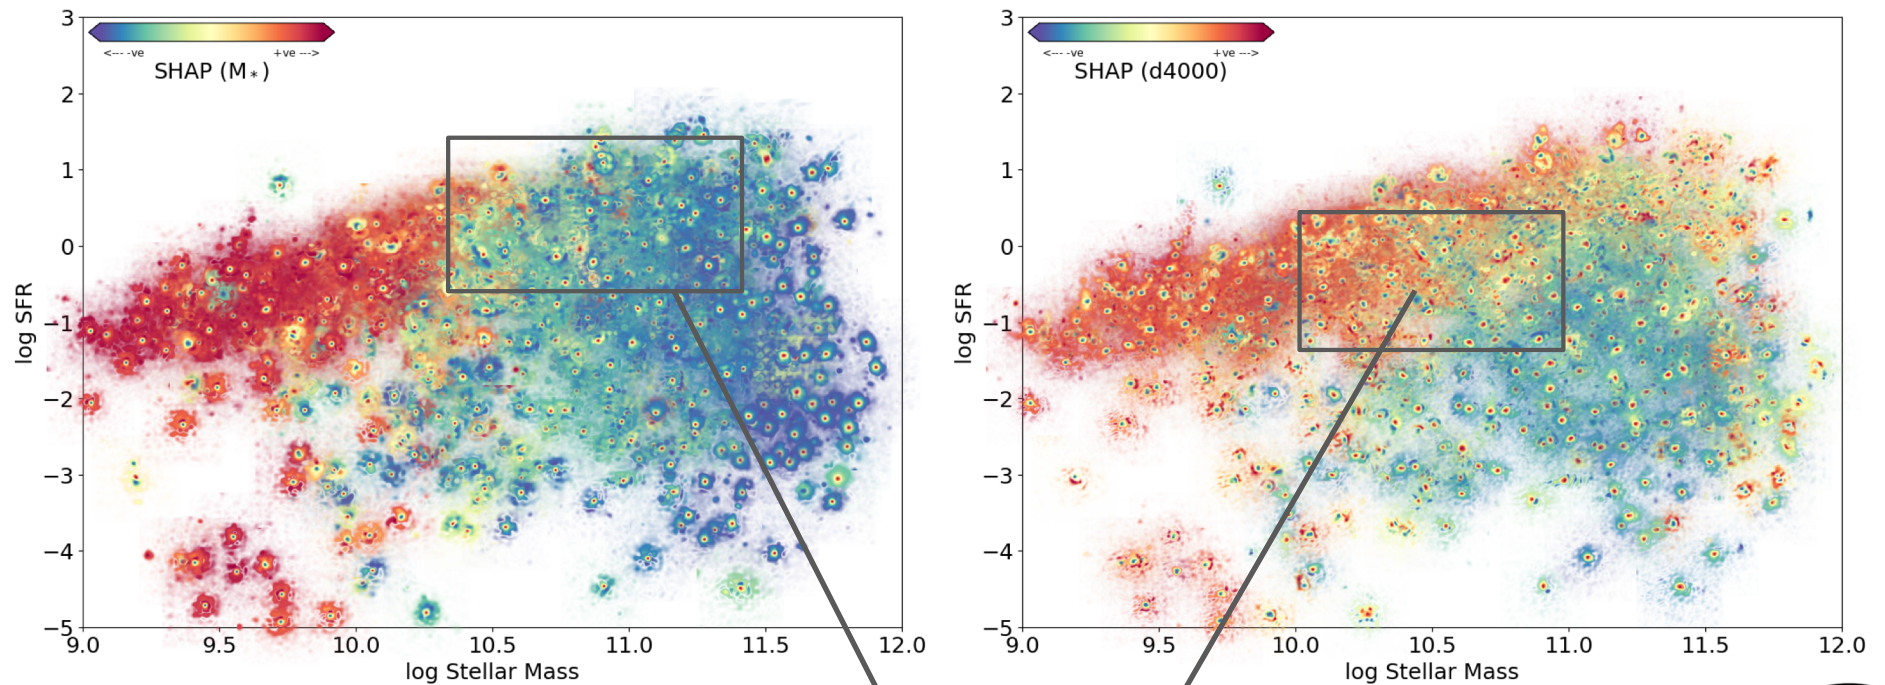 3
2
1
0
−1
−2
−3
−4
−5
log SFR
<--- -ve
+ve --->
SHAP (M∗)
9.0 9.5 10.0 10.5 11.0 11.5 12.0
log Stellar Mass
3
2
1
0
−1
−2
−3
−4
−5
log SFR
<--- -ve
+ve --->
SHAP (d4000)
9.0 9.5 10.0 10.5 11.0 11.5 12.0
log Stellar Mass